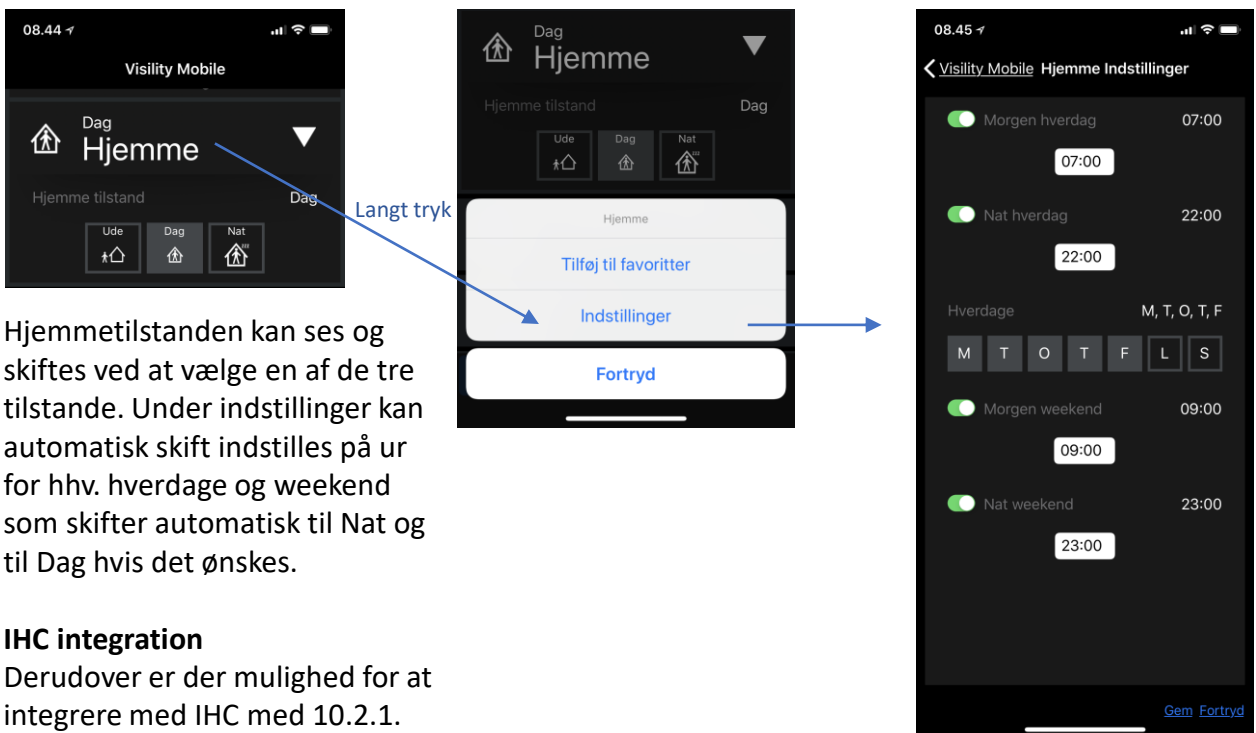 08.44
Visility Mobile
Dag
Hjemme
Hjemme tilstand Dag
Ude Dag Nat
Langt tryk
Dag
Hjemme
Hjemme tilstand Dag
Ude Dag Nat
Hjemme
Tilføj til favoritter
Indstillinger
Fortryd
08.45
Visility Mobile Hjemme Indstillinger
Morgen hverdag 07:00
07:00
Nat hverdag 22:00
22:00
Hverdage M, T, O, T, F
M T O T F L S
Morgen weekend 09:00
09:00
Nat weekend 23:00
23:00
Gem Fortryd
Hjemmetilstanden kan ses og
skiftes ved at vælge en af de tre
tilstande. Under indstillinger kan
automatisk skift indstilles på ur
for hhv. hverdage og weekend
som skifter automatisk til Nat og
til Dag hvis det ønskes.
IHC integration
Derudover er der mulighed for at
integrere med IHC med 10.2.1.